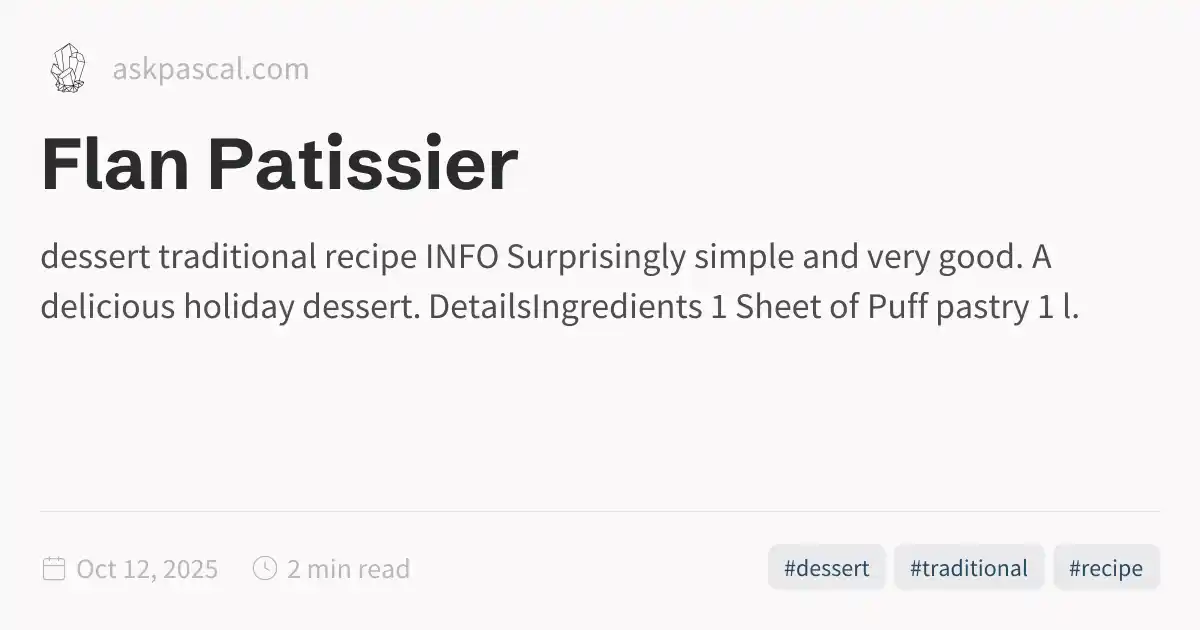 askpascal.com
Flan Patissier
dessert traditional recipe INFO Surprisingly simple and very good. A
delicious holiday dessert. DetailsIngredients 1 Sheet of Puff pastry 1 l.
Oct 12, 2025 2 min read #dessert #traditional #recipe